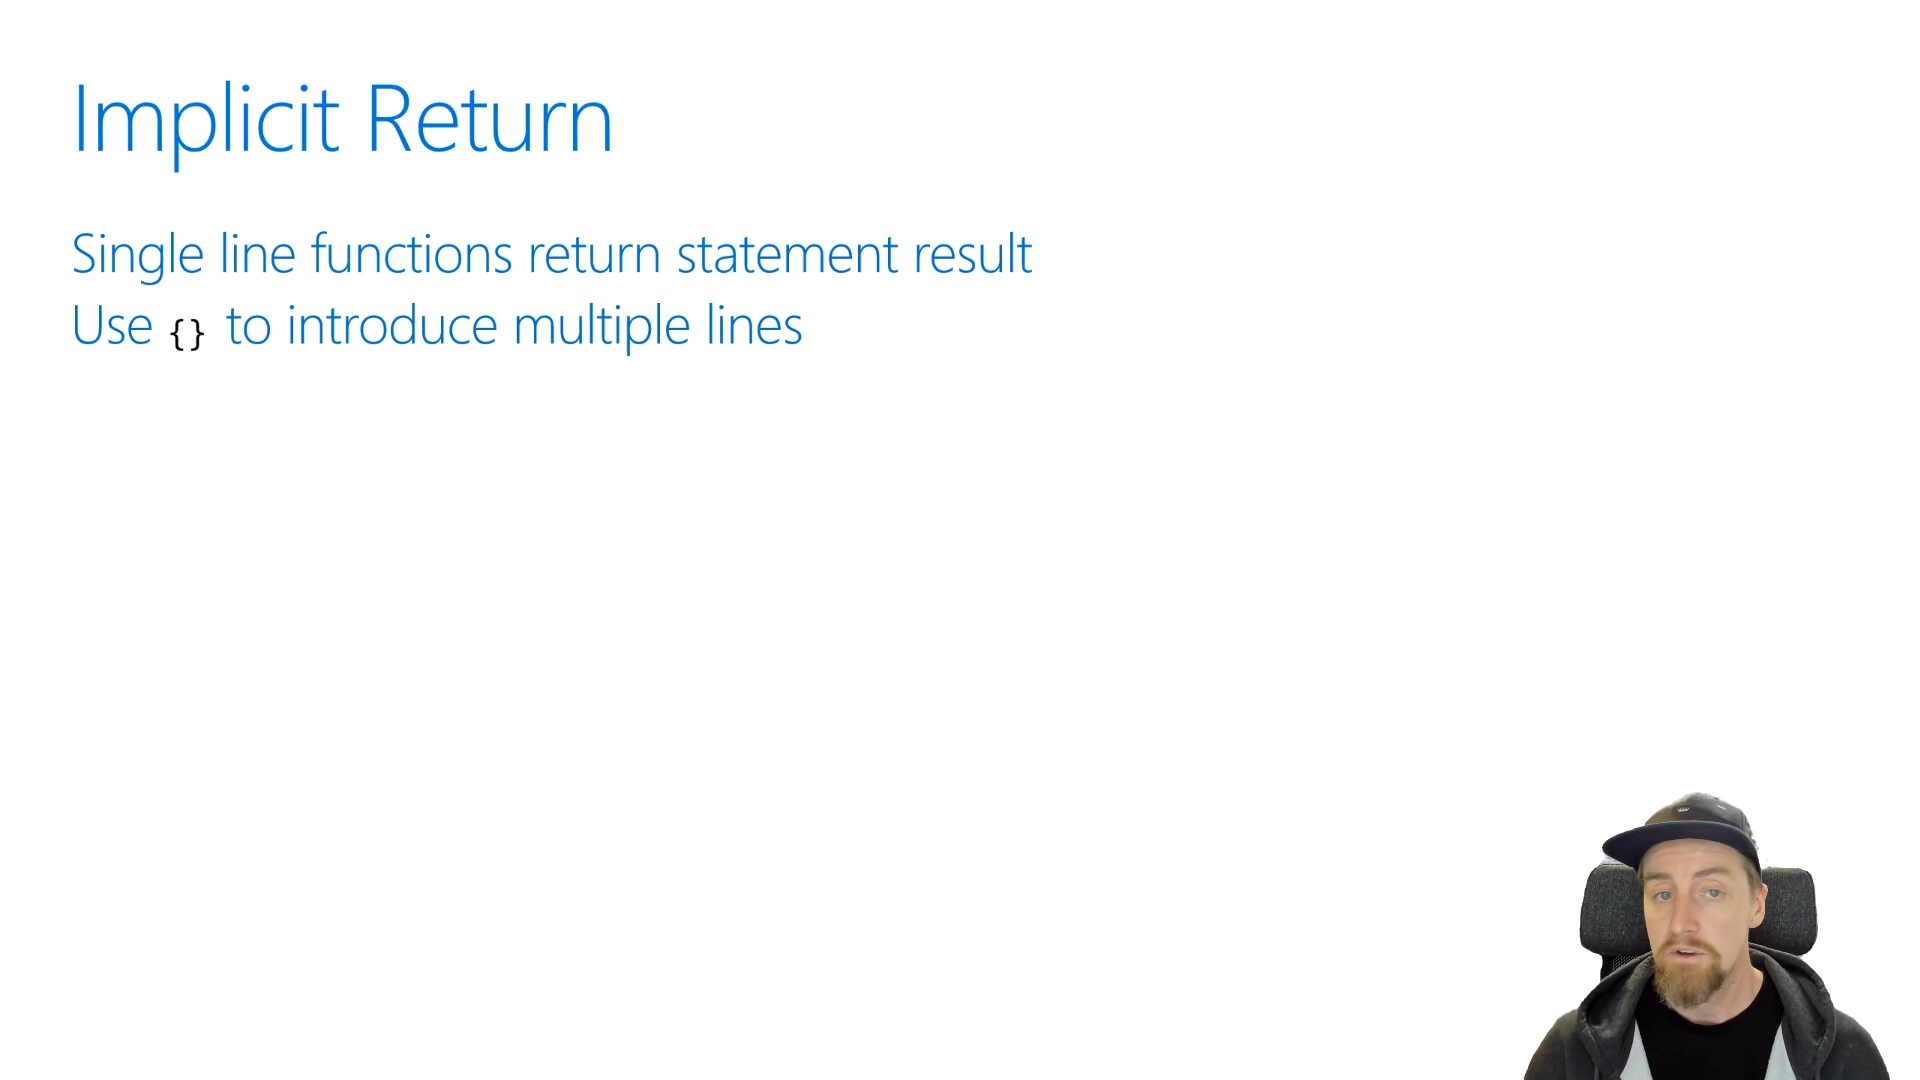 Implicit Return
Single line functions return statement result
Use {} to introduce multiple lines